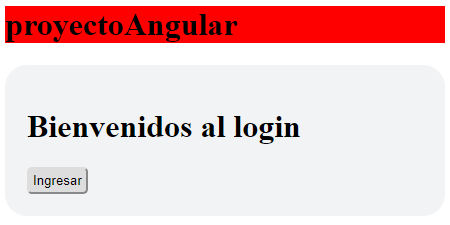 proyectoAngular
Bienvenidos al login
Ingresar